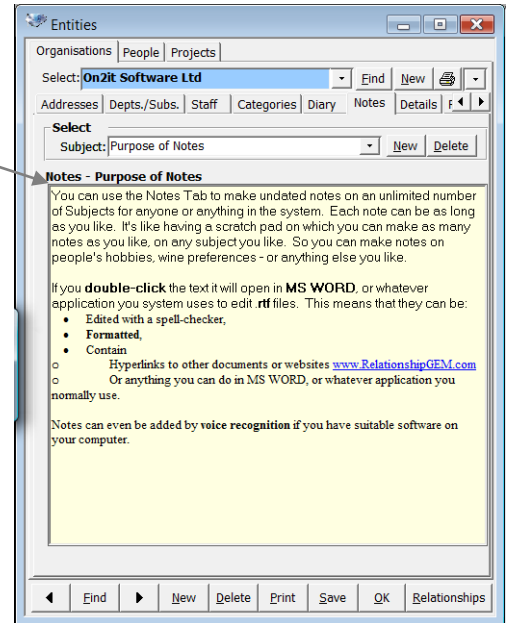 Entities
Organisations People Projects
Select: On2it Software Ltd Find New
Addresses Depts./Subs. Staff Categories Diary Notes Details
Select
Subject: Purpose of Notes New Delete
Notes - Purpose of Notes
You can use the Notes Tab to make undated notes on an unlimited number
of Subjects for anyone or anything in the system. Each note can be as long
as you like. It's like having a scratch pad on which you can make as many
notes as you like, on any subject you like. So you can make notes on
people's hobbies, wine preferences - or anything else you like.
If you double-click the text it will open in MS WORD, or whatever
application you system uses to edit .rtf files. This means that they can be:
• Edited with a spell-checker,
• Formatted,
• Contain
o Hyperlinks to other documents or websites www.RelationshipGEM.com
o Or anything you can do in MS WORD, or whatever application you
normally use.
Notes can even be added by voice recognition if you have suitable software on
your computer.
Find New Delete Print Save OK Relationships